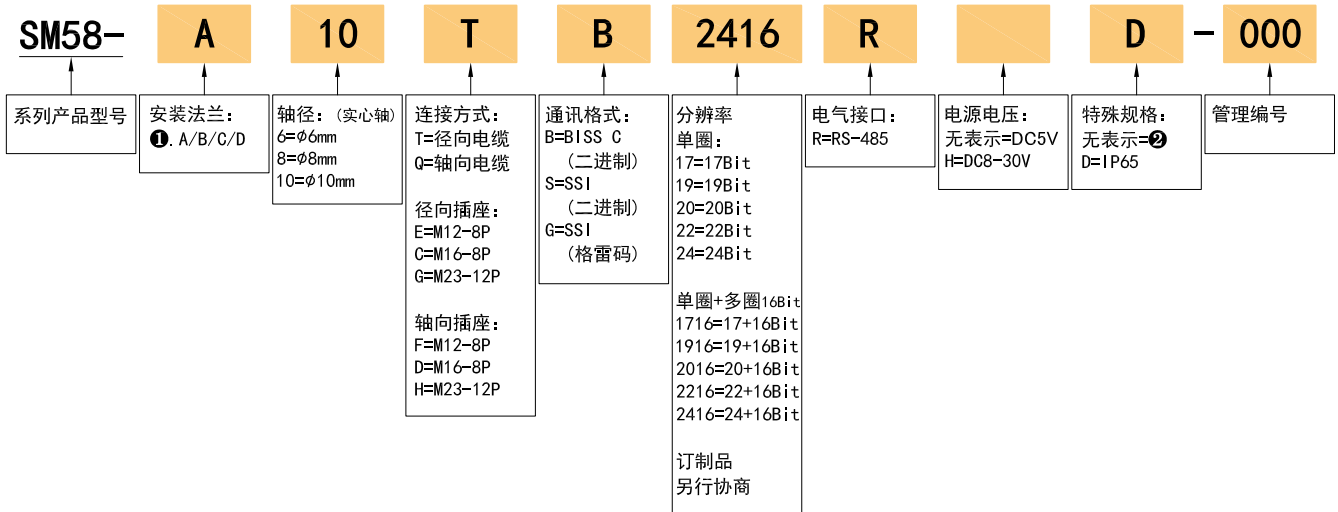 SM58- A 10 T B 2416 R D - 000
系列产品型号
安装法兰：
❶. A/B/C/D
轴径：(实心轴)
6=φ6mm
8=φ8mm
10=φ10mm
连接方式：
T=径向电缆
Q=轴向电缆
径向插座：
E=M12-8P
C=M16-8P
G=M23-12P
轴向插座：
F=M12-8P
D=M16-8P
H=M23-12P
通讯格式：
B=BISS C
(二进制)
S=SSI
(二进制)
G=SSI
(格雷码)
分辨率
单圈：
17=17Bit
19=19Bit
20=20Bit
22=22Bit
24=24Bit
单圈+多圈16Bit
1716=17+16Bit
1916=19+16Bit
2016=20+16Bit
2216=22+16Bit
2416=24+16Bit
订制品
另行协商
电气接口：
R=RS-485
电源电压：
无表示=DC5V
H=DC8-30V
特殊规格：
无表示=❷
D=IP65
管理编号